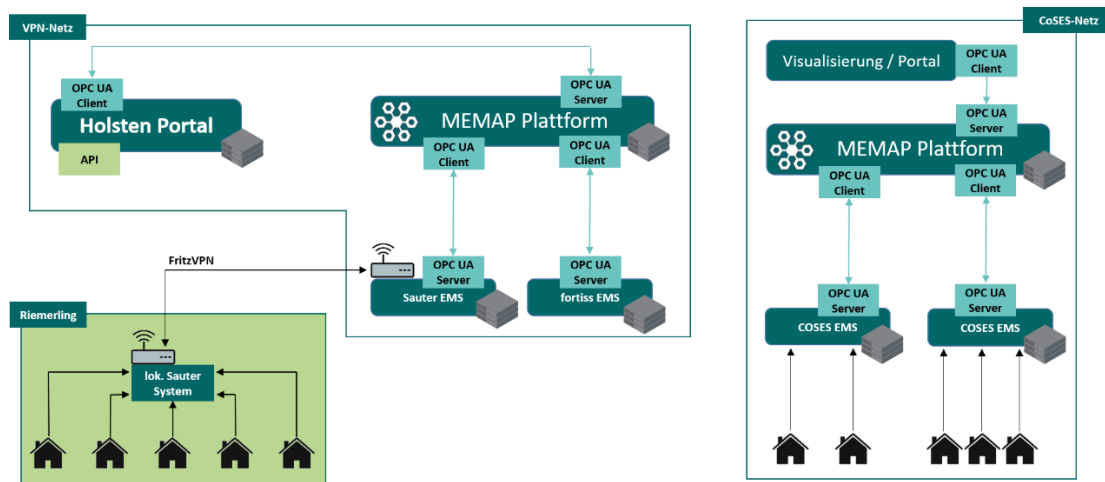 VPN-Netz
OPC UA
Client
Holsten Portal
API
OPC UA
Server
MEMAP Plattform
OPC UA
Client
OPC UA
Client
FritzVPN
OPC UA
Server
Sauter EMS
OPC UA
Server
fortiss EMS
Riemerling
lok. Sauter
System
CoSES-Netz
Visualisierung / Portal
OPC UA
Client
OPC UA
Server
MEMAP Plattform
OPC UA
Client
OPC UA
Client
OPC UA
Server
COSES EMS
OPC UA
Server
COSES EMS